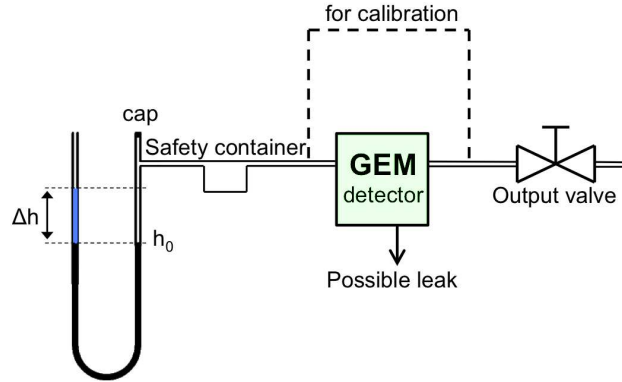 for calibration
cap
Safety container
GEM
detector
Output valve
Δh
h₀
Possible leak